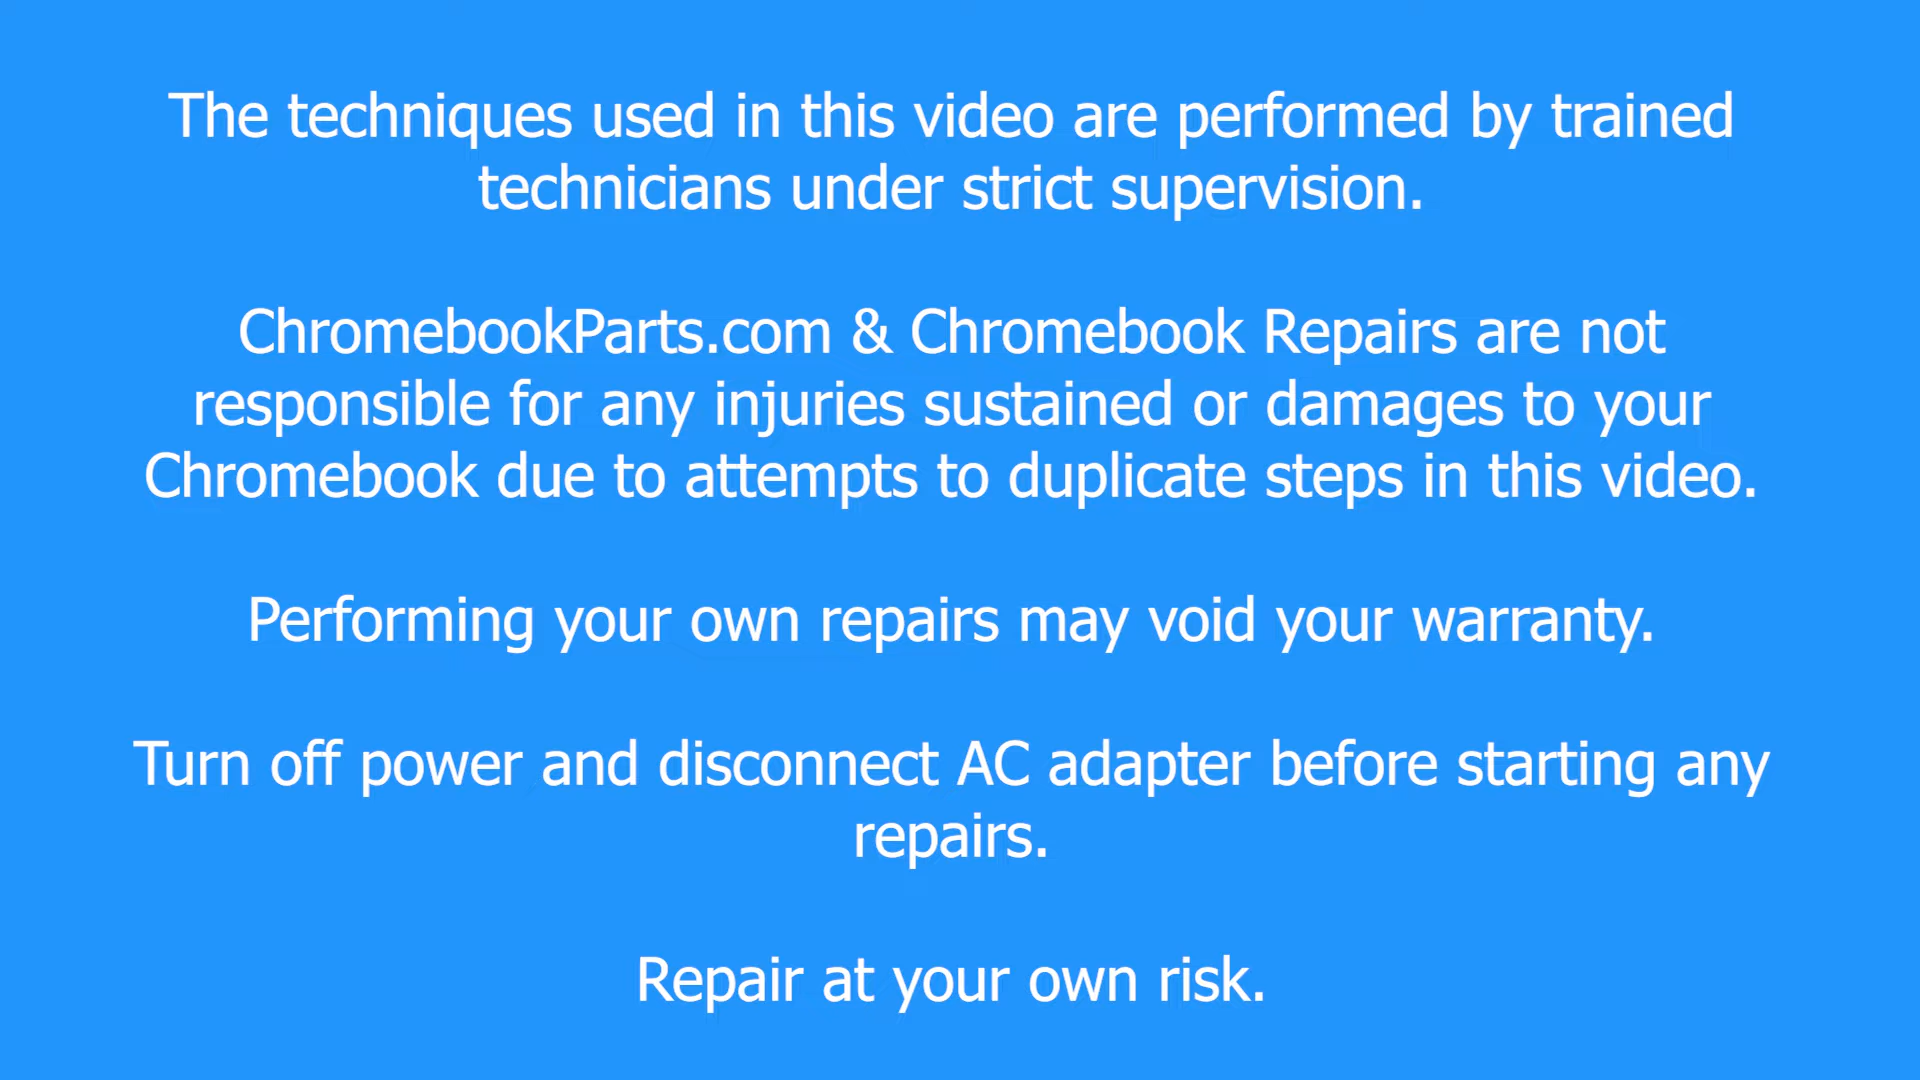 The techniques used in this video are performed by trained
technicians under strict supervision.
ChromebookParts.com & Chromebook Repairs are not
responsible for any injuries sustained or damages to your
Chromebook due to attempts to duplicate steps in this video.
Performing your own repairs may void your warranty.
Turn off power and disconnect AC adapter before starting any
repairs.
Repair at your own risk.